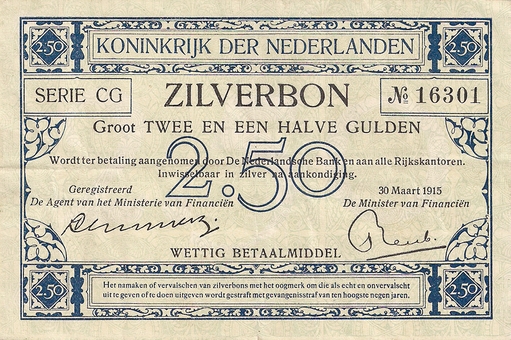 2.50 KONINKRIJK DER NEDERLANDEN 2.50
SERIE CG ZILVERBON № 16301
Groot TWEE EN EEN HALVE GULDEN
Wordt ter betaling aangenomen door De Nederlandsche Bank en aan alle Rijkskantoren.
Inwisselbaar in zilver na aankondiging.
2.50
Geregistreerd 30 Maart 1915
De Agent van het Ministerie van Financiën De Minister van Financiën
WETTIG BETAALMIDDEL
2.50 Het namaken of vervalschen van zilverbons met het oogmerk om die als echt en onvervalscht 2.50
uit te geven of te doen uitgeven wordt gestraft met gevangenisstraf van ten hoogste negen jaren.